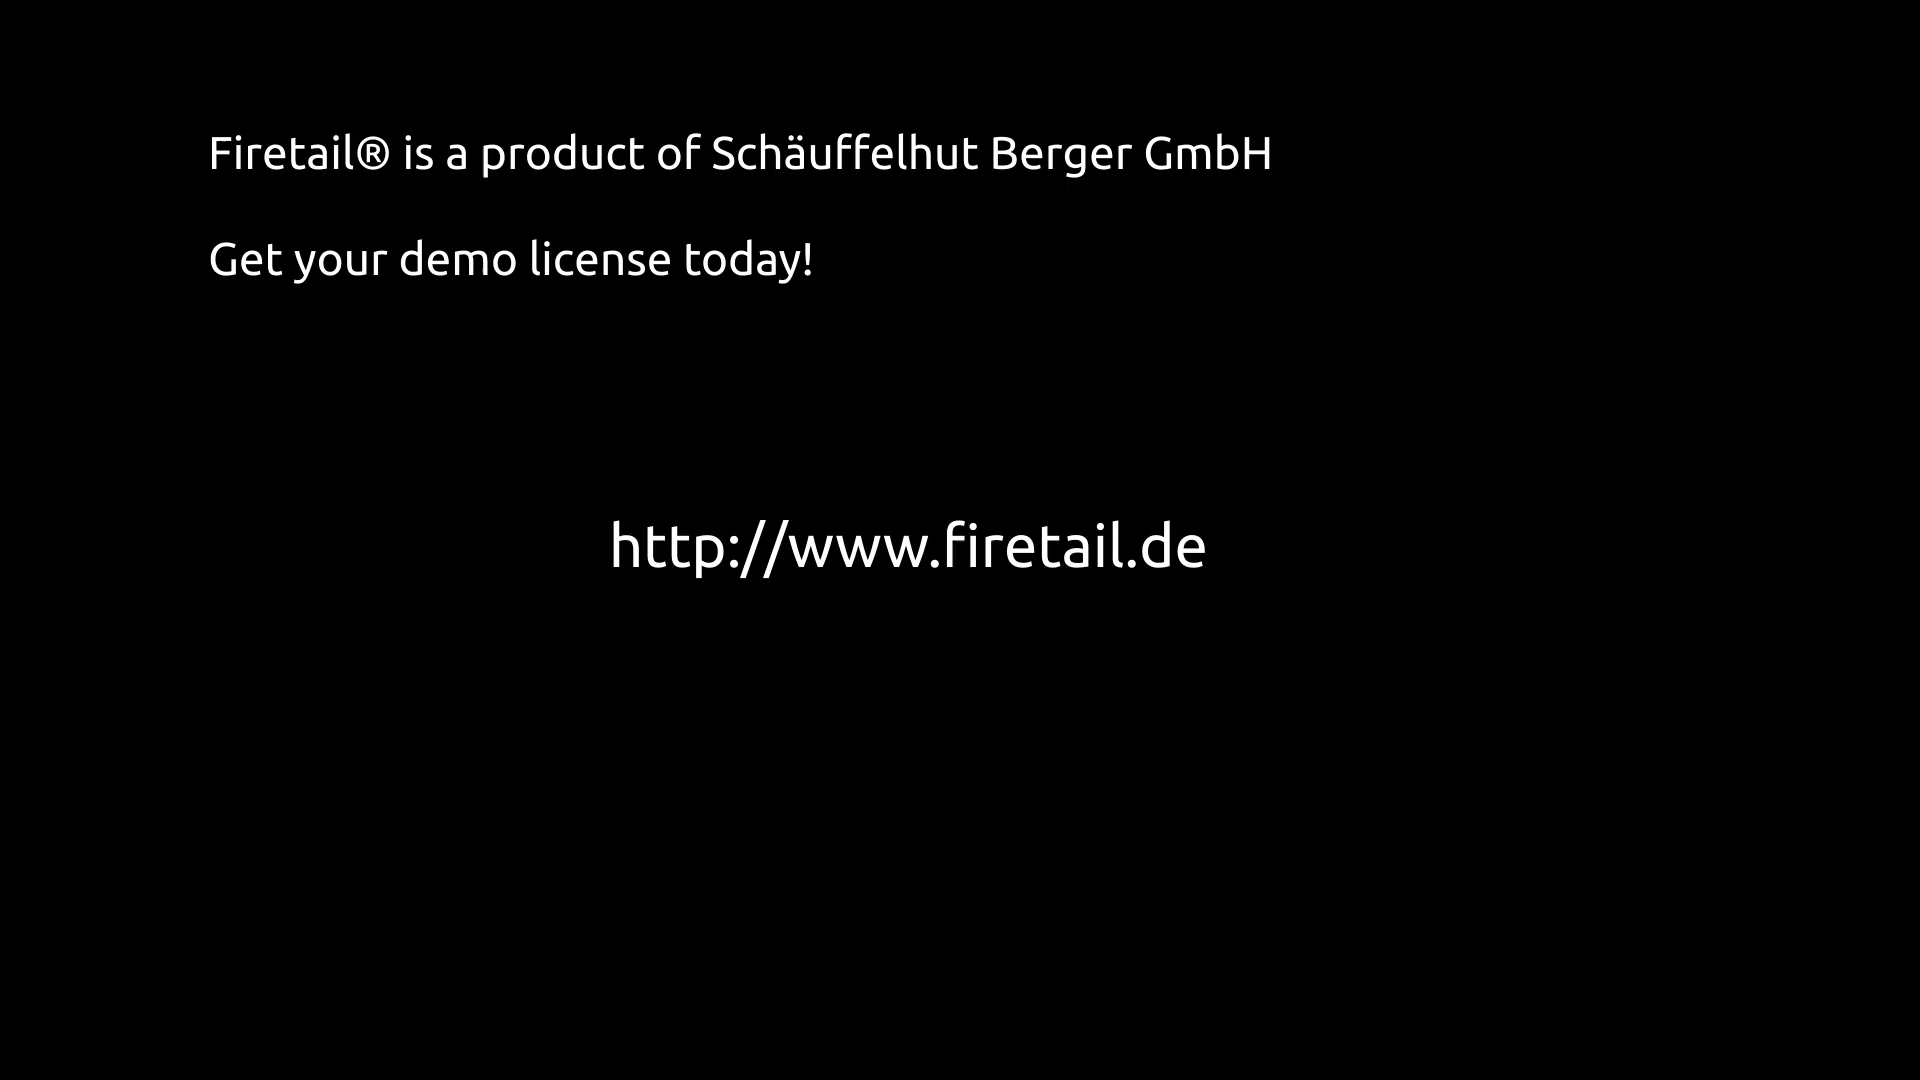 Firetail® is a product of Schäuffelhut Berger GmbH
Get your demo license today!
http://www.firetail.de